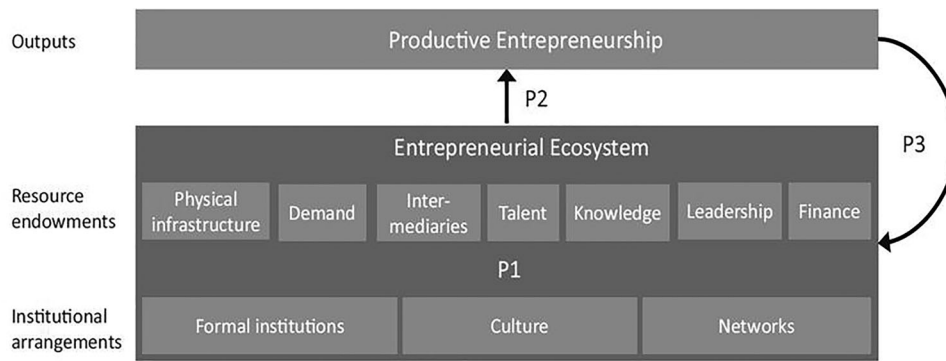 Outputs
Productive Entrepreneurship
P2
P3
Entrepreneurial Ecosystem
Resource
endowments
Physical
infrastructure
Demand
Inter-
mediaries
Talent
Knowledge
Leadership
Finance
P1
Institutional
arrangements
Formal institutions
Culture
Networks